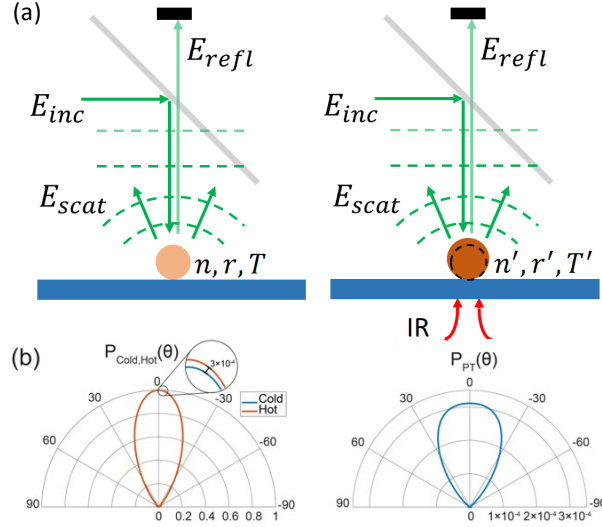 (a)
E_refl E_refl
E_inc E_inc
E_scat E_scat
n, r, T n′, r′, T′
IR
(b)
P_Cold,Hot(θ) P_PT(θ)
3×10⁻⁴
Cold
Hot
0 0
30 -30 30 -30
60 -60 60 -60
90 -90 90 -90
0 0.2 0.4 0.6 0.8 1 0 1×10⁻⁴ 2×10⁻⁴ 3×10⁻⁴